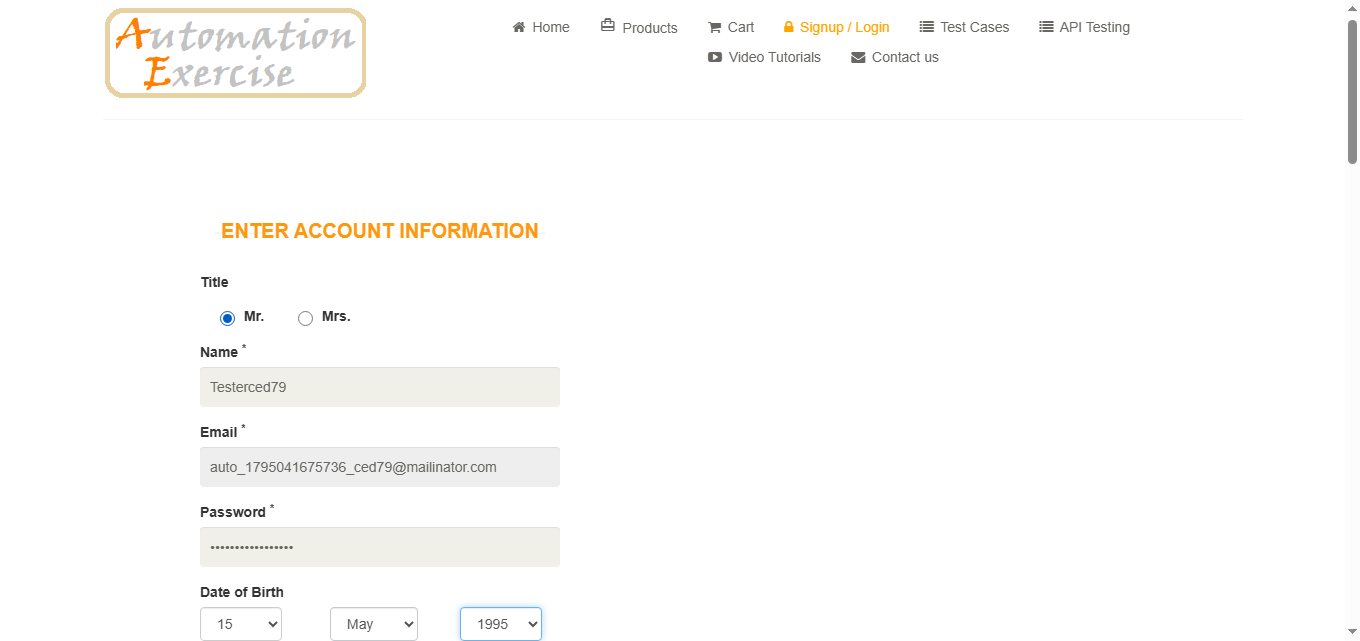 Automation
Exercise
Home Products Cart Signup / Login Test Cases API Testing
Video Tutorials Contact us
ENTER ACCOUNT INFORMATION
Title
Mr. Mrs.
Name *
Testerced79
Email *
auto_1795041675736_ced79@mailinator.com
Password *
•••••••••••••••••
Date of Birth
15 May 1995